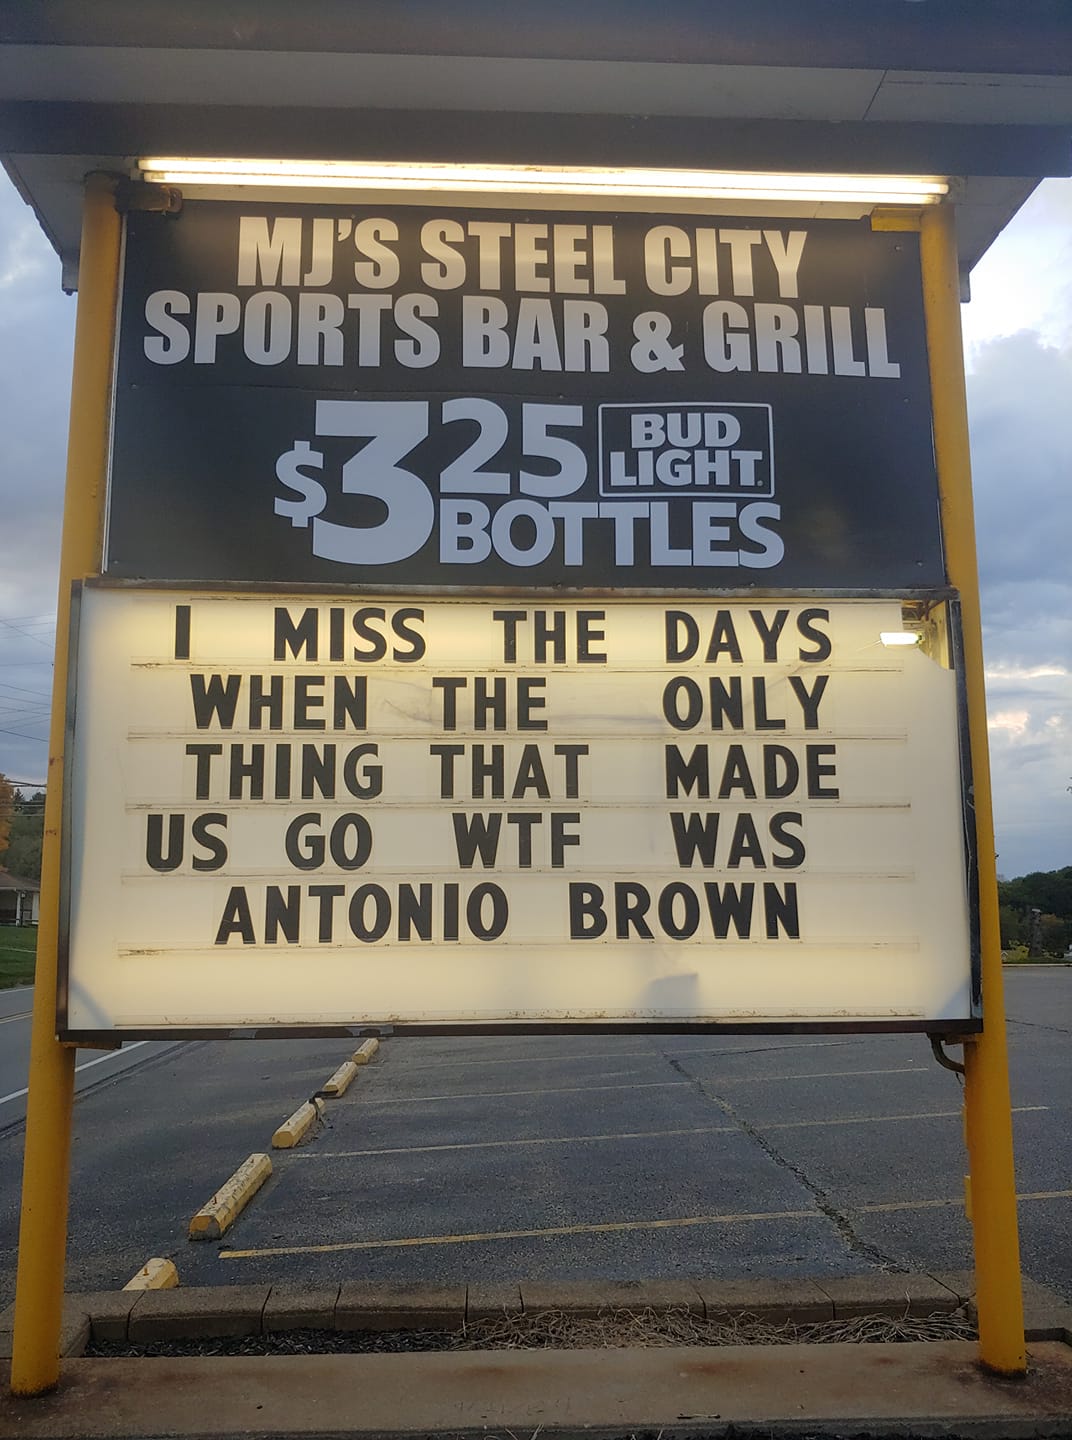 MJ'S STEEL CITY
SPORTS BAR & GRILL
$3.25 BUD LIGHT.
BOTTLES
I MISS THE DAYS
WHEN THE ONLY
THING THAT MADE
US GO WTF WAS
ANTONIO BROWN